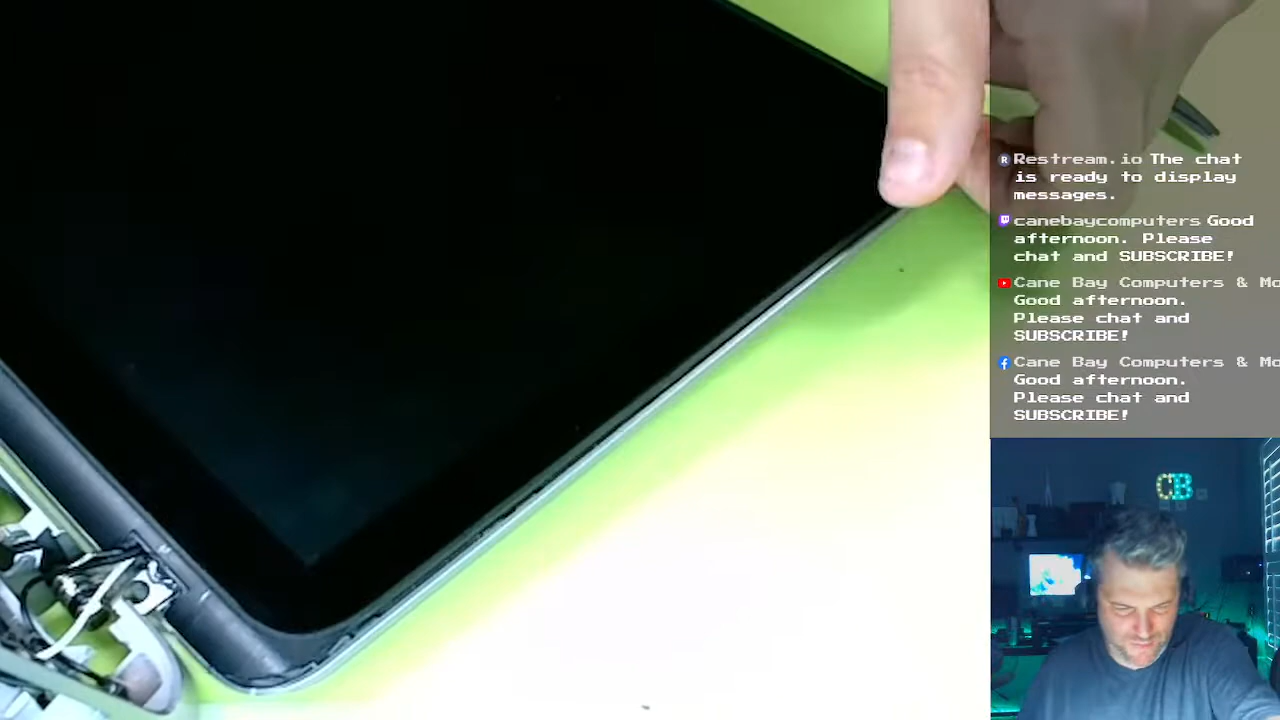 Restream.io The chat
is ready to display
messages.
canebaycomputers Good
afternoon. Please
chat and SUBSCRIBE!
Cane Bay Computers & Mo
Good afternoon.
Please chat and
SUBSCRIBE!
Cane Bay Computers & Mo
Good afternoon.
Please chat and
SUBSCRIBE!
CB